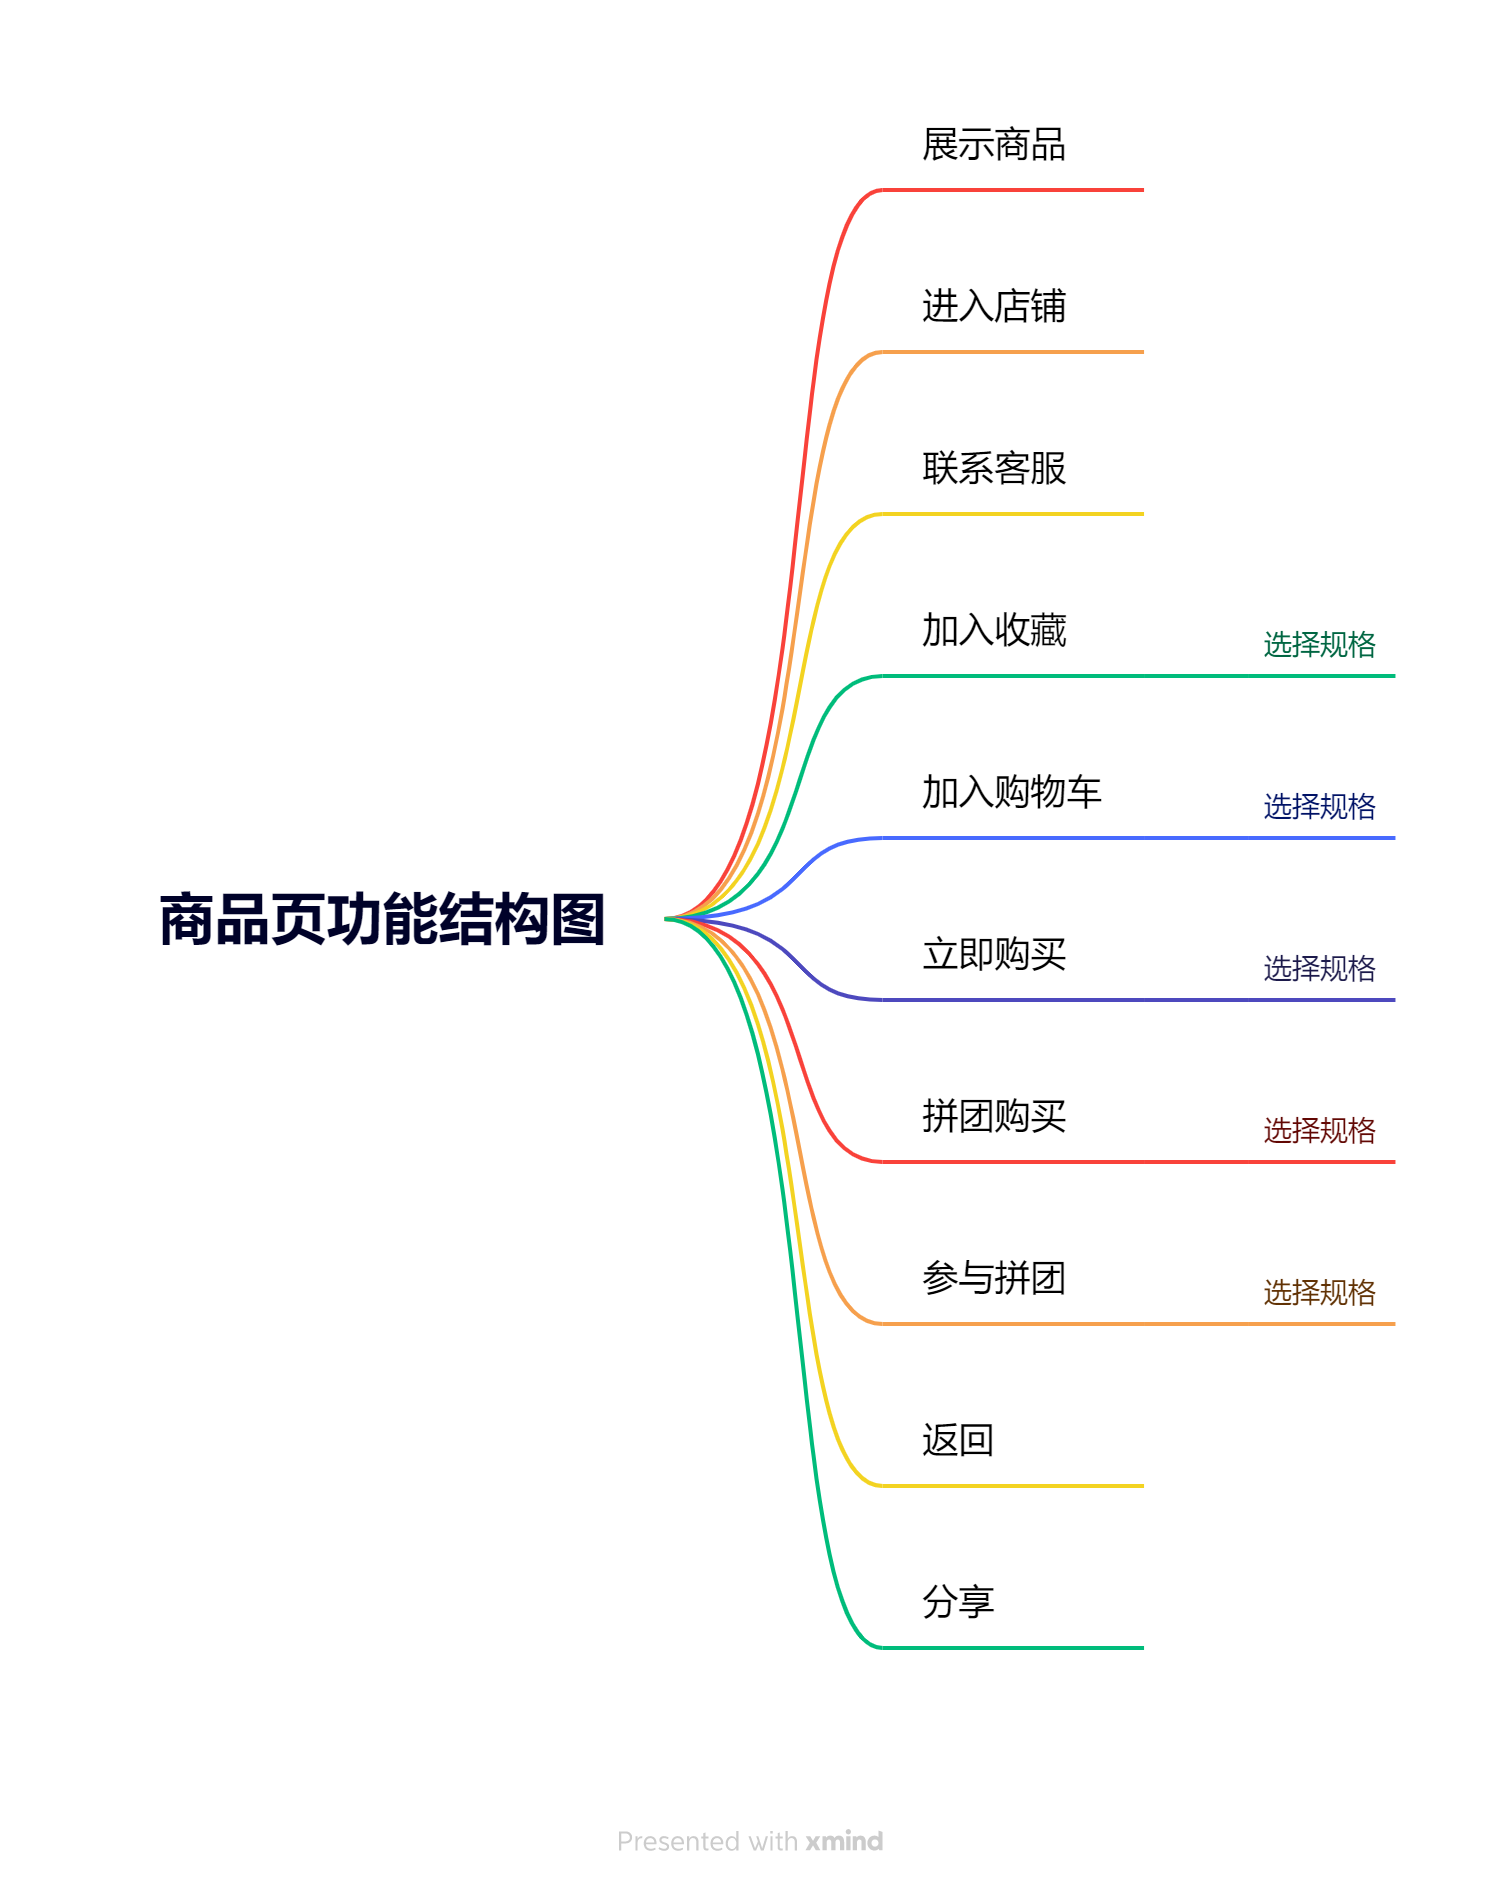 展示商品
进入店铺
联系客服
加入收藏 选择规格
加入购物车 选择规格
商品页功能结构图
立即购买 选择规格
拼团购买 选择规格
参与拼团 选择规格
返回
分享
Presented with xmind